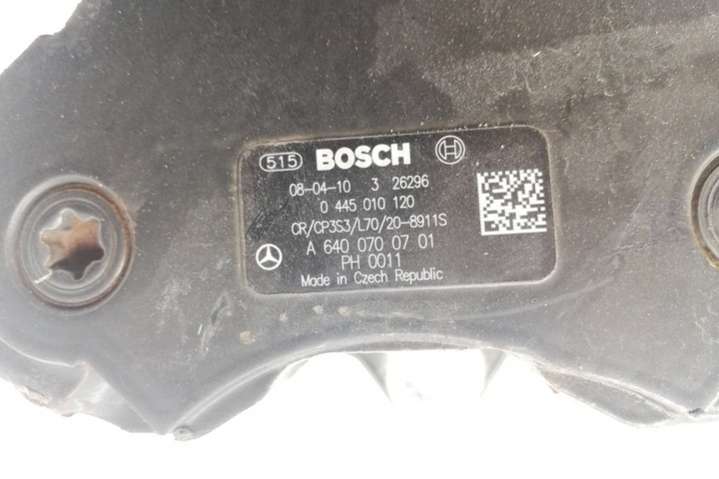 515 BOSCH
08-04-10 3 26296
0 445 010 120
CR/CP3S3/L70/20-8911S
A 640 070 07 01
PH 0011
Made in Czech Republic